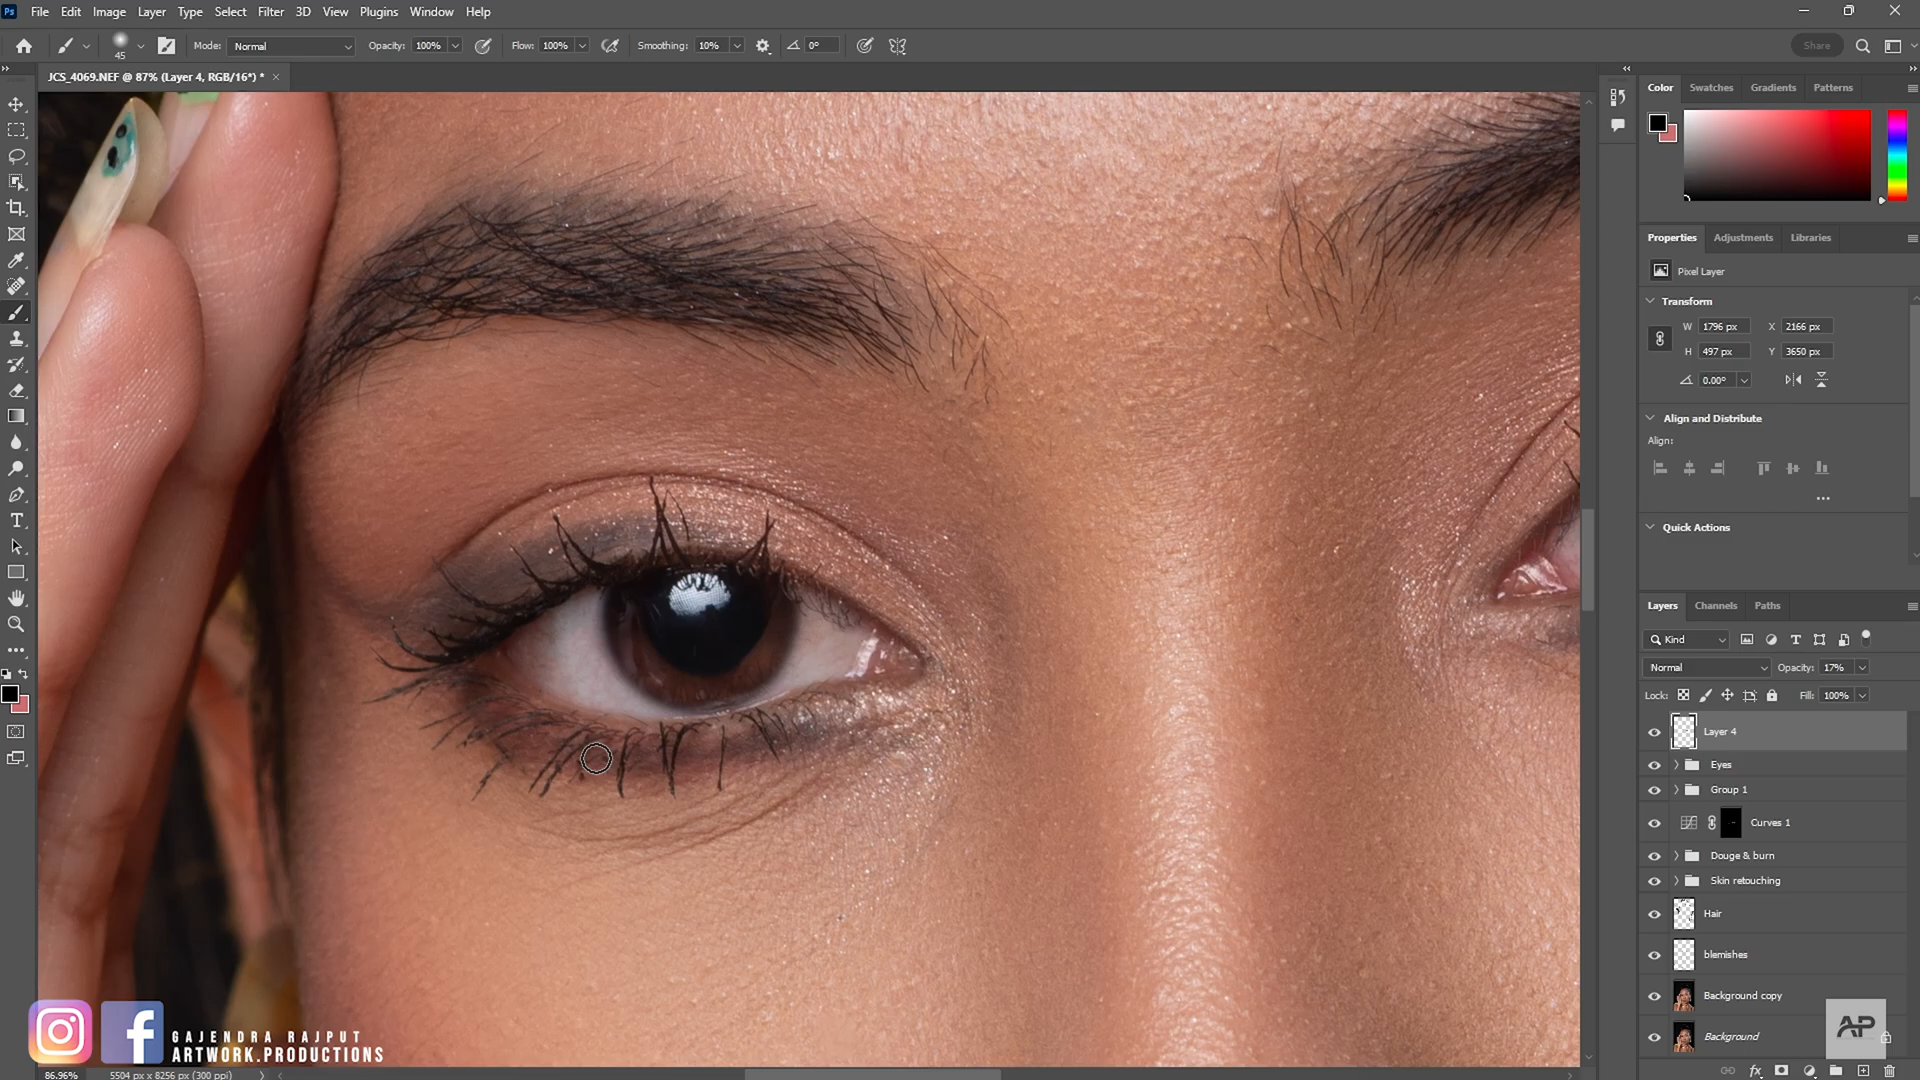 Ps File Edit Image Layer Type Select Filter 3D View Plugins Window Help
45 Mode: Normal Opacity: 100% Flow: 100% Smoothing: 10% 0° Share
JCS_4069.NEF @ 87% (Layer 4, RGB/16*) *
Color Swatches Gradients Patterns
Properties Adjustments Libraries
Pixel Layer
Transform
W 1796 px X 2166 px
H 497 px Y 3650 px
0.00°
Align and Distribute
Align:
Quick Actions
Layers Channels Paths
Kind
Normal Opacity: 17%
Lock: Fill: 100%
Layer 4
Eyes
Group 1
Curves 1
Douge & burn
Skin retouching
Hair
blemishes
Background copy
Background
GAJENDRA RAJPUT
ARTWORK.PRODUCTIONS
AP
86.96% 5504 px x 8256 px (300 ppi)